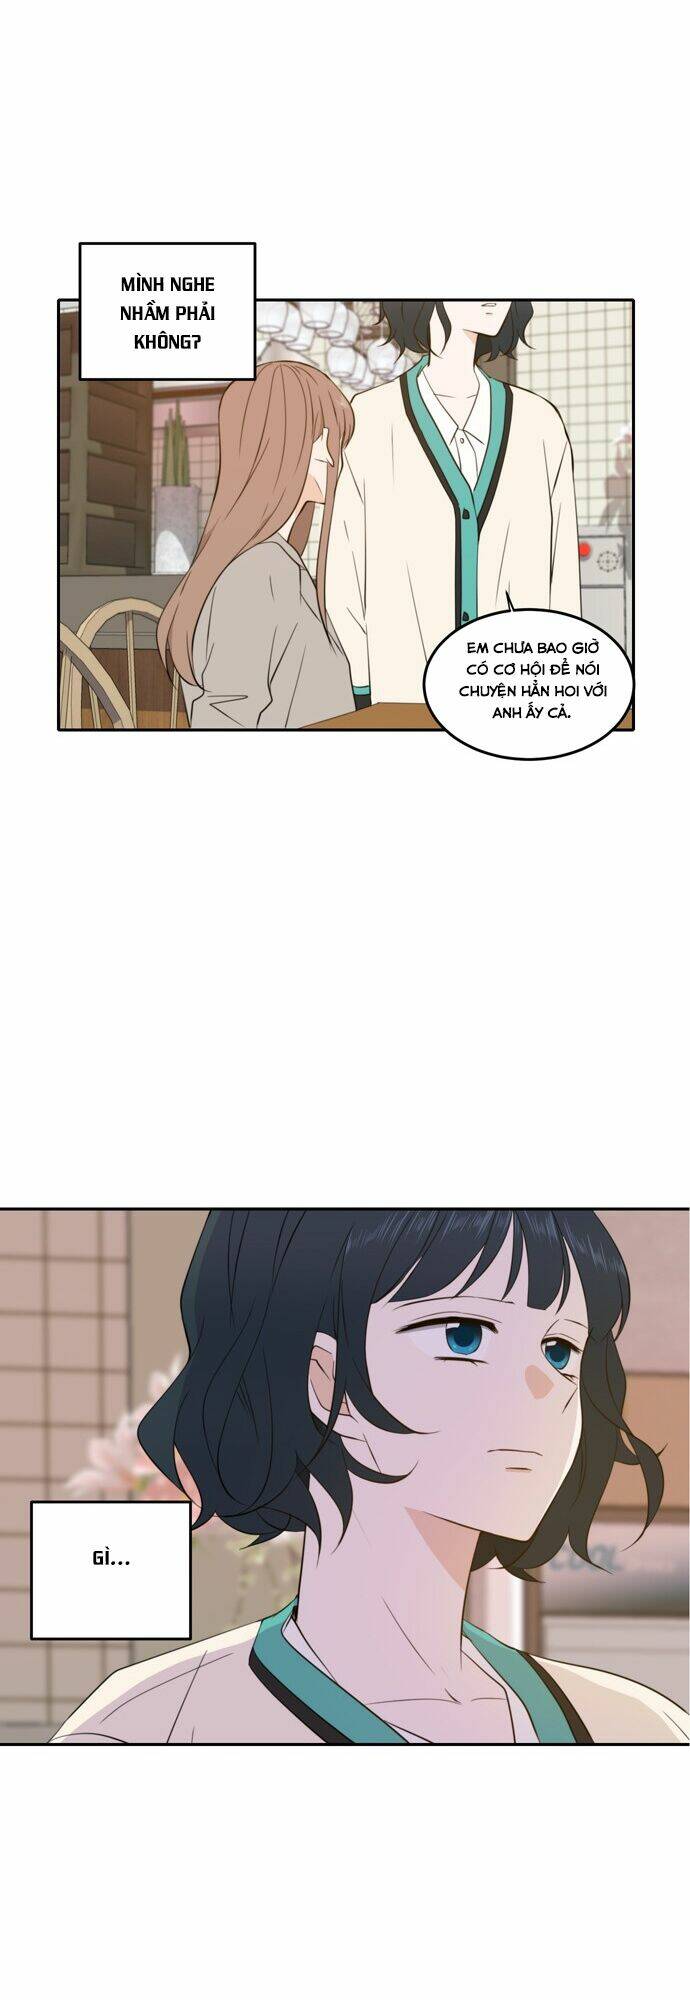 MÌNH NGHE
NHẦM PHẢI
KHÔNG?
EM CHƯA BAO GIỜ
CÓ CƠ HỘI ĐỂ NÓI
CHUYỆN HẲN HOI VỚI
ANH ẤY CẢ.
GÌ...
COOL